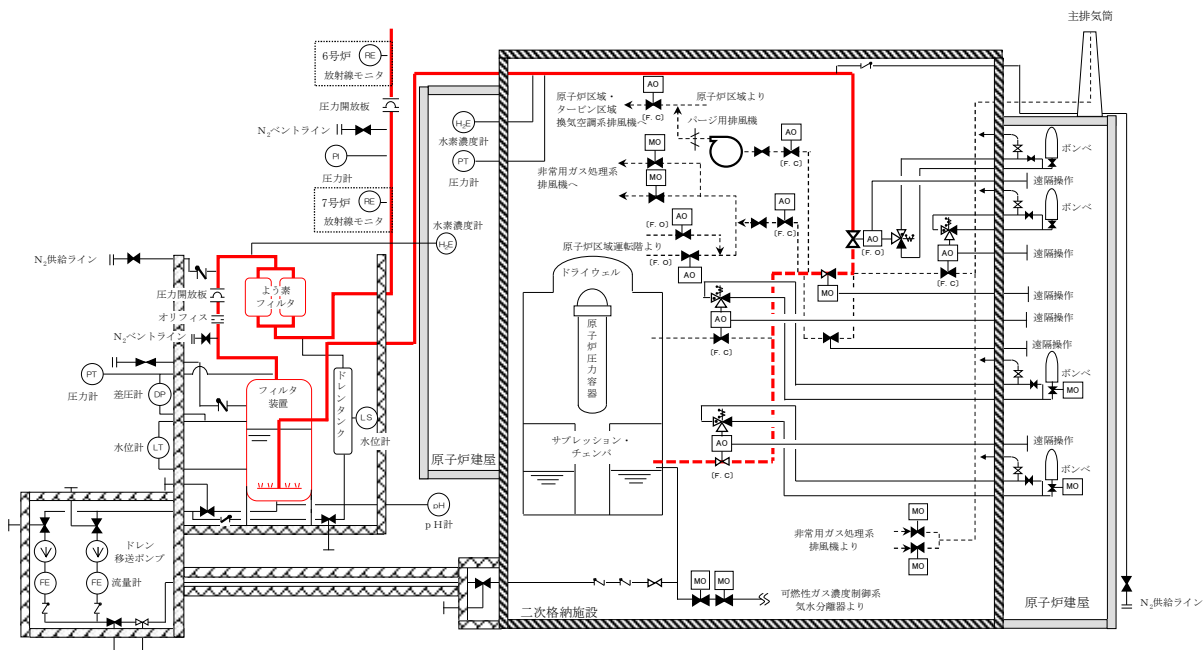 主排気筒
6号炉
放射線モニタ
RE
圧力開放板
N₂ベントライン
PI
圧力計
7号炉
放射線モニタ
RE
H₂E
水素濃度計
PT
圧力計
水素濃度計
H₂E
原子炉区域・
タービン区域
換気空調系排風機へ
AO
(F.C)
原子炉区域より
パージ用排風機
AO
(F.C)
MO
非常用ガス処理系
排風機へ
MO
AO
(F.O)
AO
(F.C)
原子炉区域運転階より
(F.O)
AO
AO
(F.O)
AO
(F.C)
MO
ボンベ
遠隔操作
ボンベ
遠隔操作
遠隔操作
遠隔操作
遠隔操作
ボンベ
MO
遠隔操作
ボンベ
MO
N₂供給ライン
圧力開放板
オリフィス
よう素
フィルタ
N₂ベントライン
PT
圧力計
差圧計
DP
フィルタ
装置
ドレンタンク
LS
水位計
水位計
LT
pH
pH計
原子炉建屋
ドライウェル
原子炉圧力容器
AO
(F.C)
サプレッション・
チェンバ
AO
(F.C)
ドレン
移送ポンプ
FE
FE
流量計
二次格納施設
MO
MO
可燃性ガス濃度制御系
気水分離器より
非常用ガス処理系
排風機より
MO
MO
原子炉建屋
N₂供給ライン